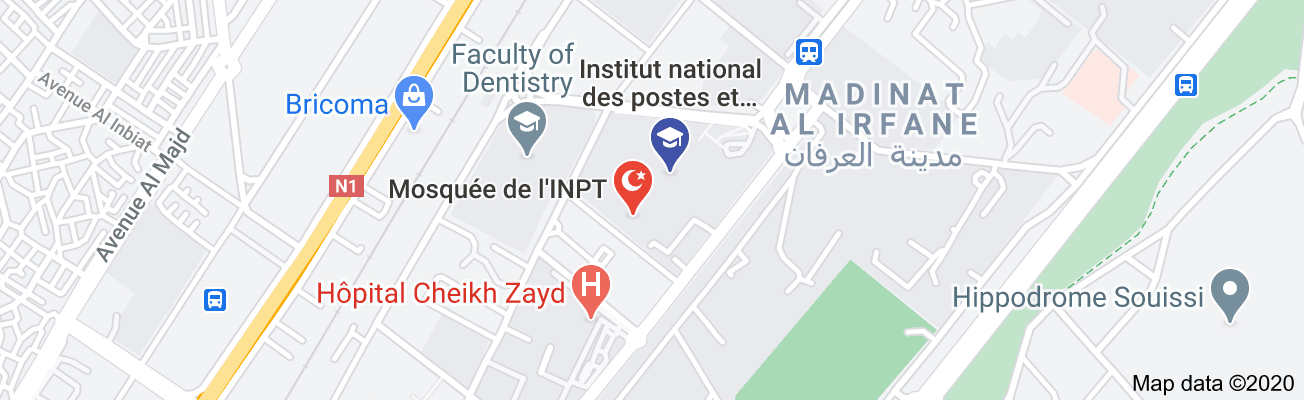 Faculty of
Dentistry
Institut national
des postes et...
Bricoma
MADINAT
AL IRFANE
مدينة العرفان
Avenue Al Inbiat
Avenue Al Majd
N1
Mosquée de l'INPT
H
Hôpital Cheikh Zayd
Hippodrome Souissi
Map data ©2020